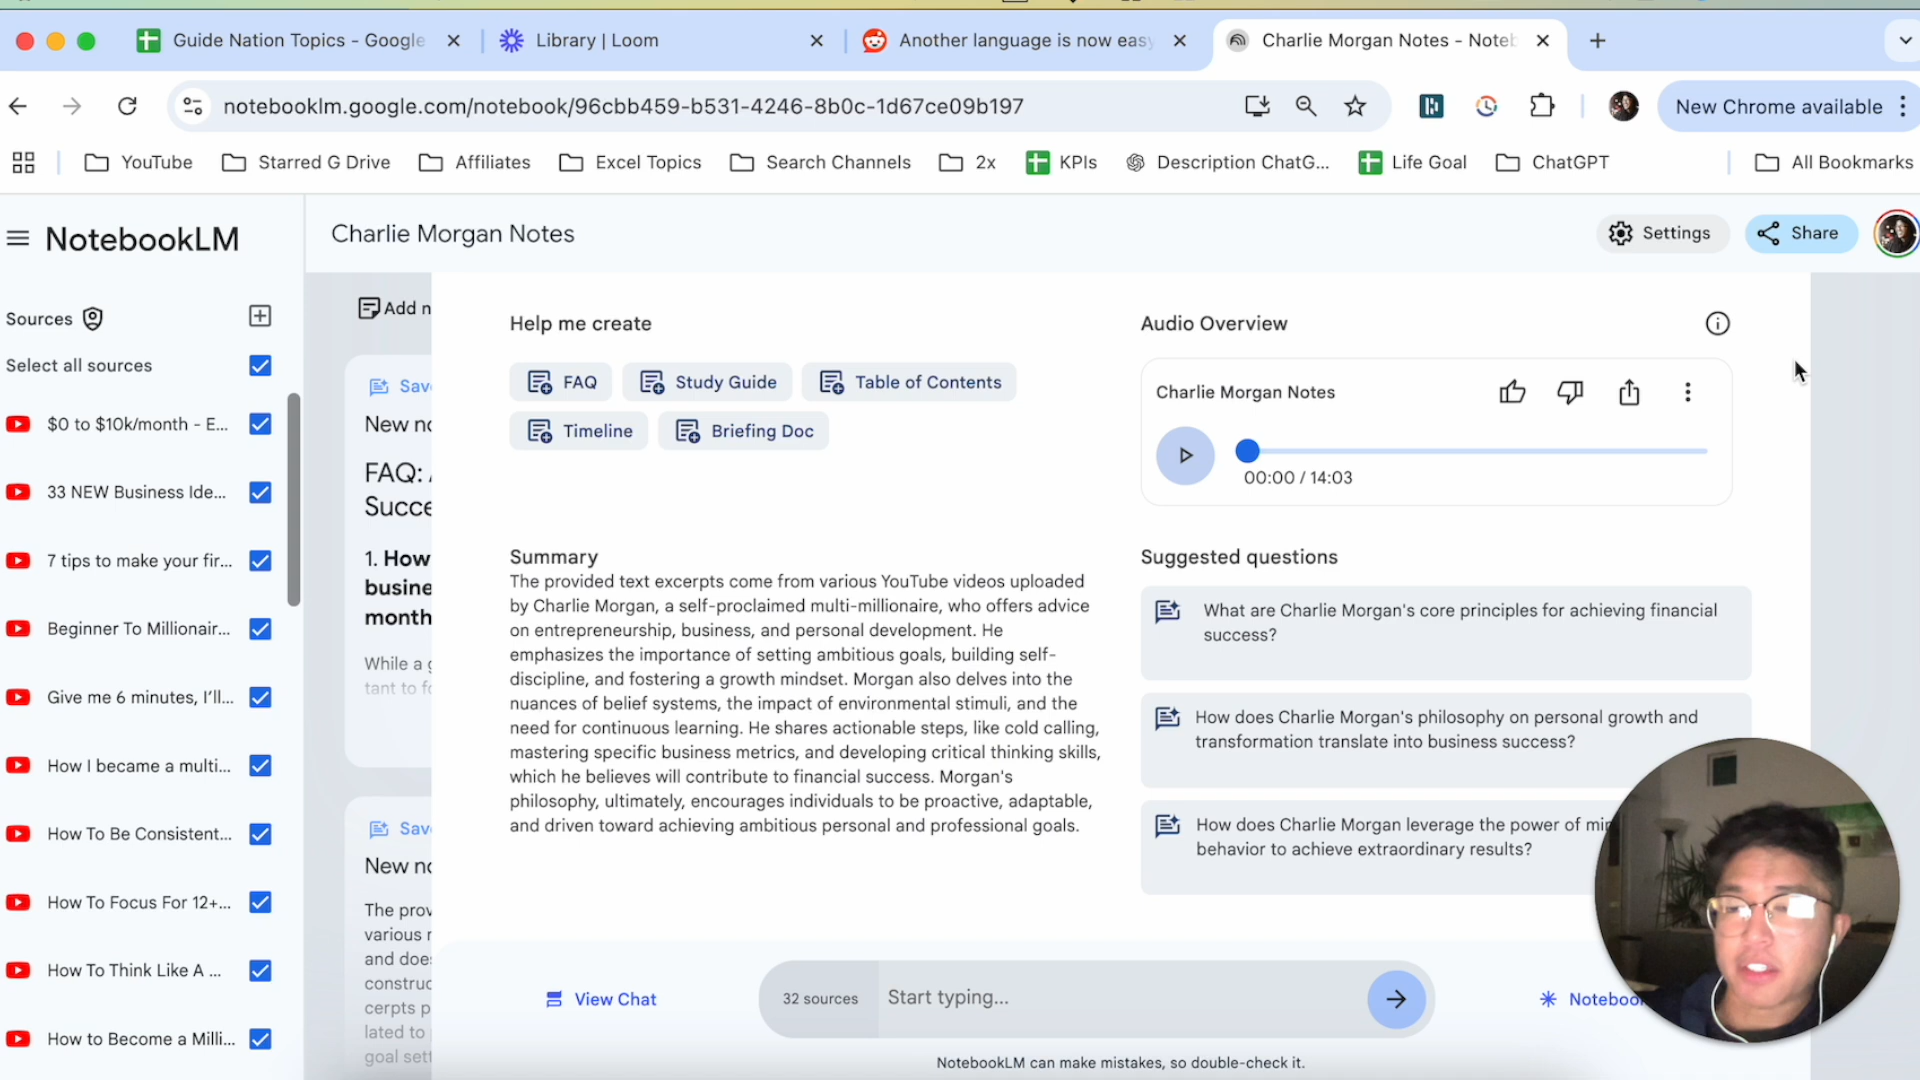 Guide Nation Topics - Google
Library | Loom
Another language is now easy
Charlie Morgan Notes - Noteb
notebooklm.google.com/notebook/96cbb459-b531-4246-8b0c-1d67ce09b197
New Chrome available
YouTube
Starred G Drive
Affiliates
Excel Topics
Search Channels
2x
KPIs
Description ChatG...
Life Goal
ChatGPT
All Bookmarks
NotebookLM
Charlie Morgan Notes
Settings
Share
Sources
Select all sources
$0 to $10k/month - E...
33 NEW Business Ide...
7 tips to make your fir...
Beginner To Millionair...
Give me 6 minutes, I'll...
How I became a multi...
How To Be Consistent...
How To Focus For 12+...
How To Think Like A ...
How to Become a Milli...
Add n
Save
New no
FAQ:
Succe
1. How
busine
month
While a g
tant to fo
Save
New no
The prov
various r
and does
construc
cerpts p
lated to
goal sett
Help me create
FAQ
Study Guide
Table of Contents
Timeline
Briefing Doc
Audio Overview
Charlie Morgan Notes
00:00 / 14:03
Summary
The provided text excerpts come from various YouTube videos uploaded
by Charlie Morgan, a self-proclaimed multi-millionaire, who offers advice
on entrepreneurship, business, and personal development. He
emphasizes the importance of setting ambitious goals, building self-
discipline, and fostering a growth mindset. Morgan also delves into the
nuances of belief systems, the impact of environmental stimuli, and the
need for continuous learning. He shares actionable steps, like cold calling,
mastering specific business metrics, and developing critical thinking skills,
which he believes will contribute to financial success. Morgan's
philosophy, ultimately, encourages individuals to be proactive, adaptable,
and driven toward achieving ambitious personal and professional goals.
Suggested questions
What are Charlie Morgan's core principles for achieving financial
success?
How does Charlie Morgan's philosophy on personal growth and
transformation translate into business success?
How does Charlie Morgan leverage the power of min
behavior to achieve extraordinary results?
View Chat
32 sources
Start typing...
Notebook
NotebookLM can make mistakes, so double-check it.